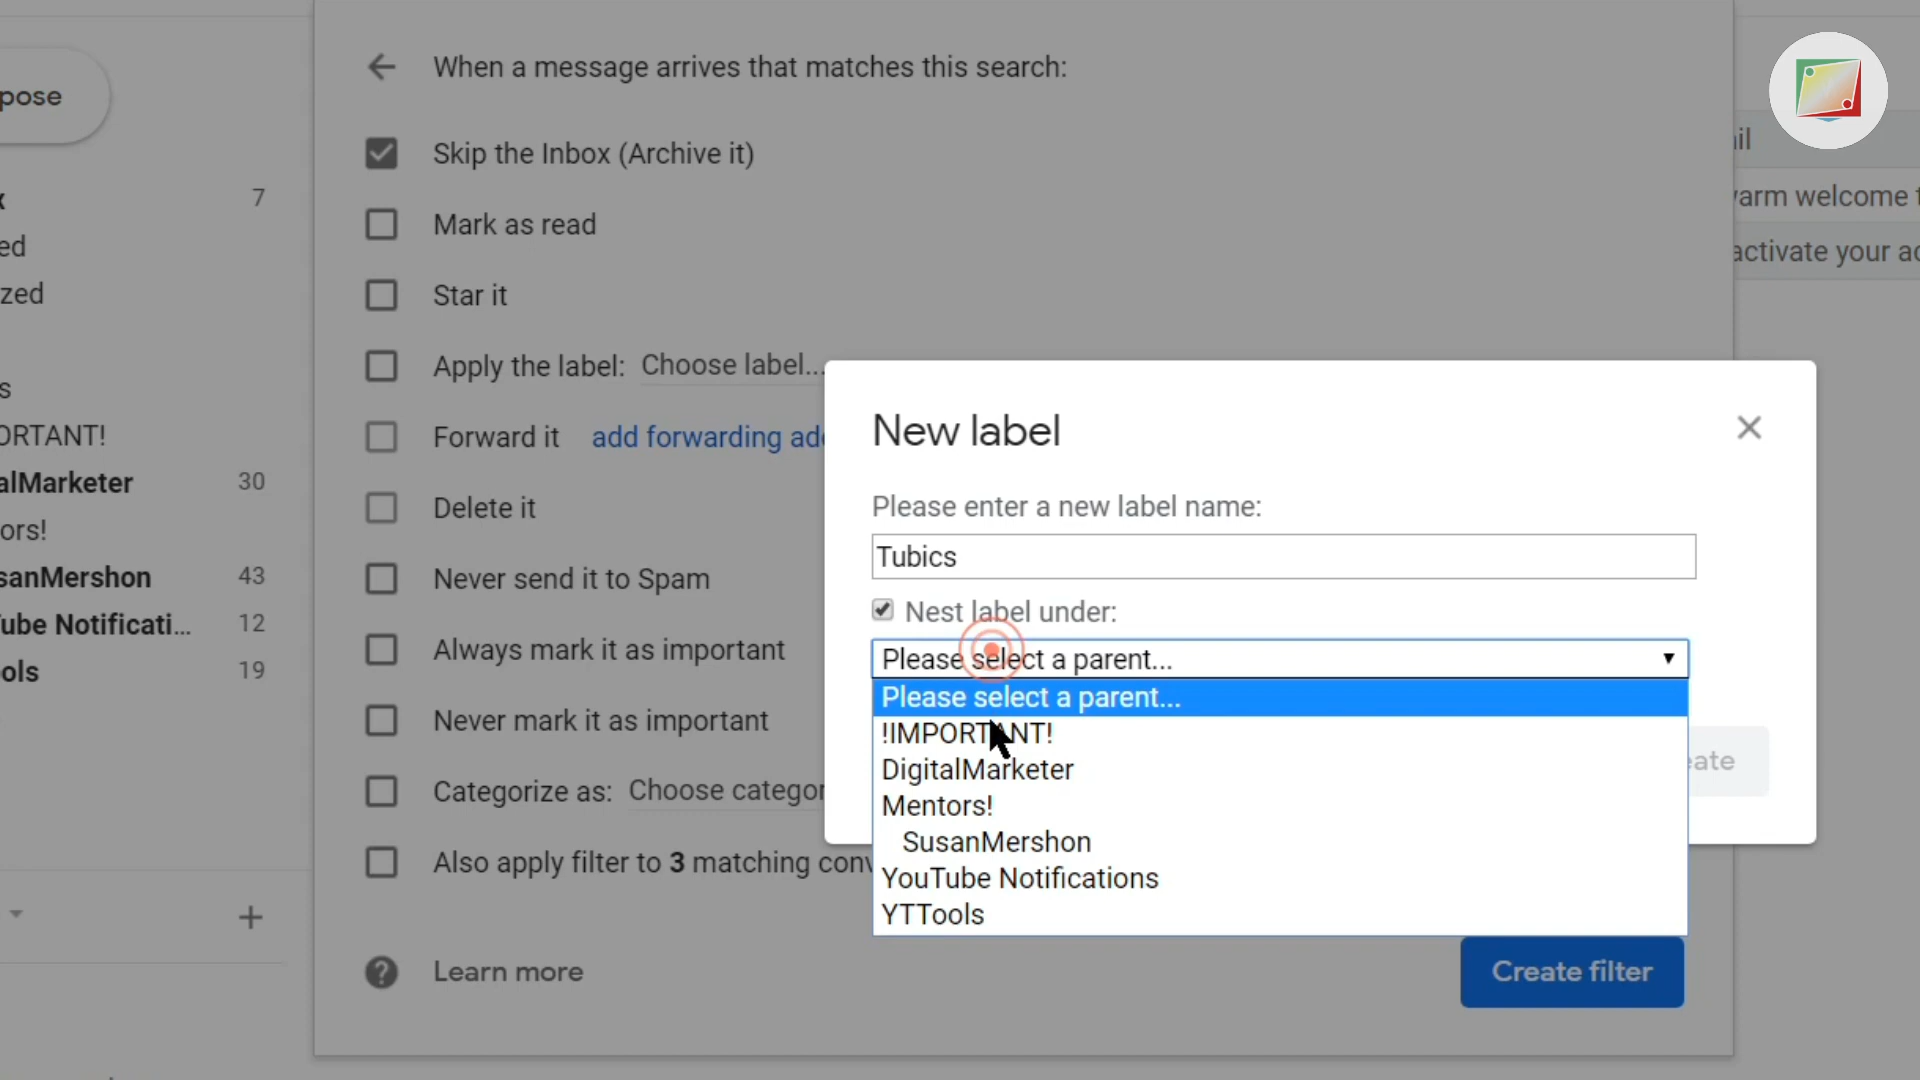 pose
When a message arrives that matches this search:
Skip the Inbox (Archive it)
Mark as read
Star it
Apply the label: Choose label...
Forward it add forwarding ad
Delete it
Never send it to Spam
Always mark it as important
Never mark it as important
Categorize as: Choose categor
Also apply filter to 3 matching conv
Learn more
Create filter
7
ed
zed
s
ORTANT!
alMarketer 30
ors!
sanMershon 43
ube Notificati... 12
ols 19
il
arm welcome t
activate your ac
New label
Please enter a new label name:
Tubics
Nest label under:
Please select a parent...
Please select a parent...
!IMPORTANT!
DigitalMarketer
Mentors!
SusanMershon
YouTube Notifications
YTTools
eate